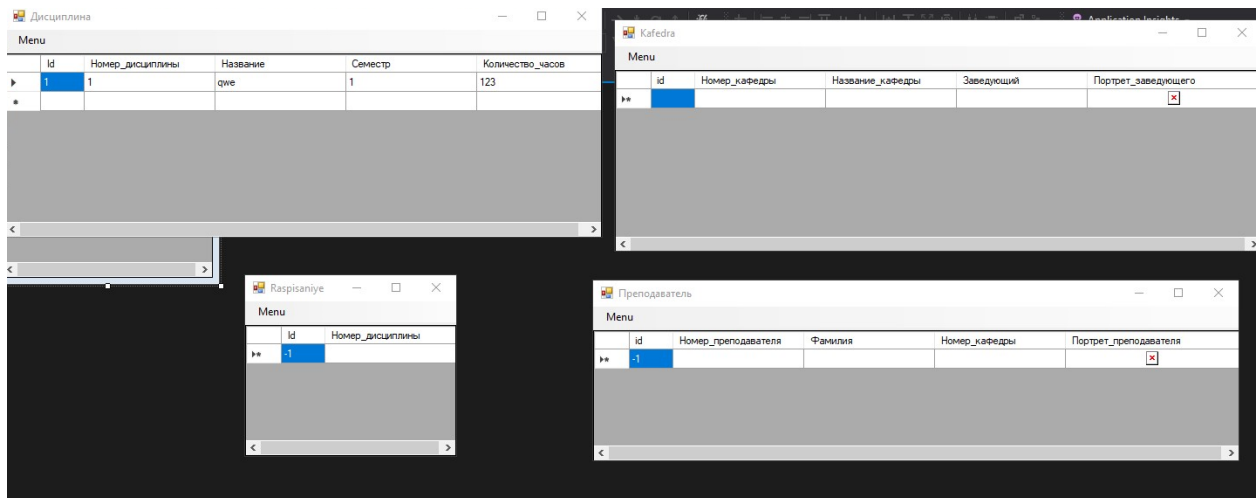 Дисциплина
Menu
Id Номер_дисциплины Название Семестр Количество_часов
1 1 qwe 1 123
Application Insights
Kafedra
Menu
id Номер_кафедры Название_кафедры Заведующий Портрет_заведующего
Raspisaniye
Menu
Id Номер_дисциплины
-1
Преподаватель
Menu
id Номер_преподавателя Фамилия Номер_кафедры Портрет_преподавателя
-1